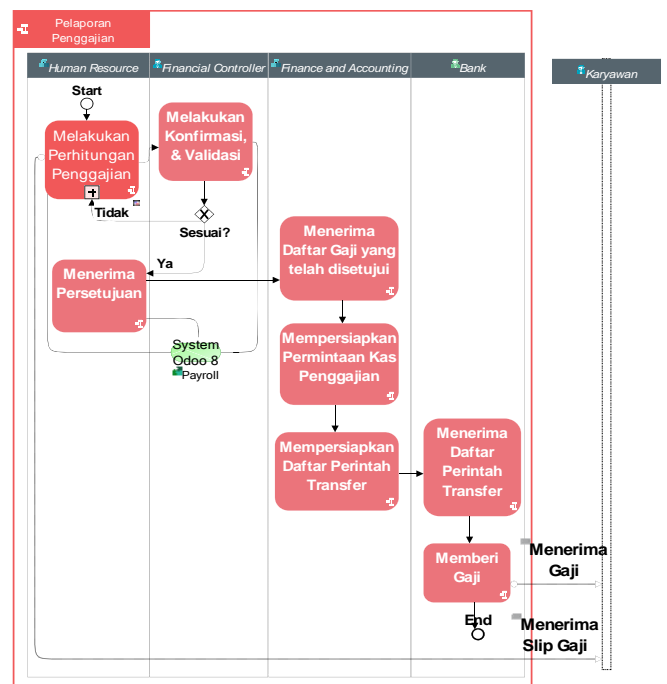 Pelaporan
Penggajian
Human Resource
Financial Controller
Finance and Accounting
Bank
Karyawan
Start
Melakukan
Perhitungan
Penggajian
Melakukan
Konfirmasi,
& Validasi
Tidak
Sesuai?
Ya
Menerima
Persetujuan
Menerima
Daftar Gaji yang
telah disetujui
System
Odoo 8
Payroll
Mempersiapkan
Permintaan Kas
Penggajian
Mempersiapkan
Daftar Perintah
Transfer
Menerima
Daftar
Perintah
Transfer
Memberi
Gaji
Menerima
Gaji
End
Menerima
Slip Gaji